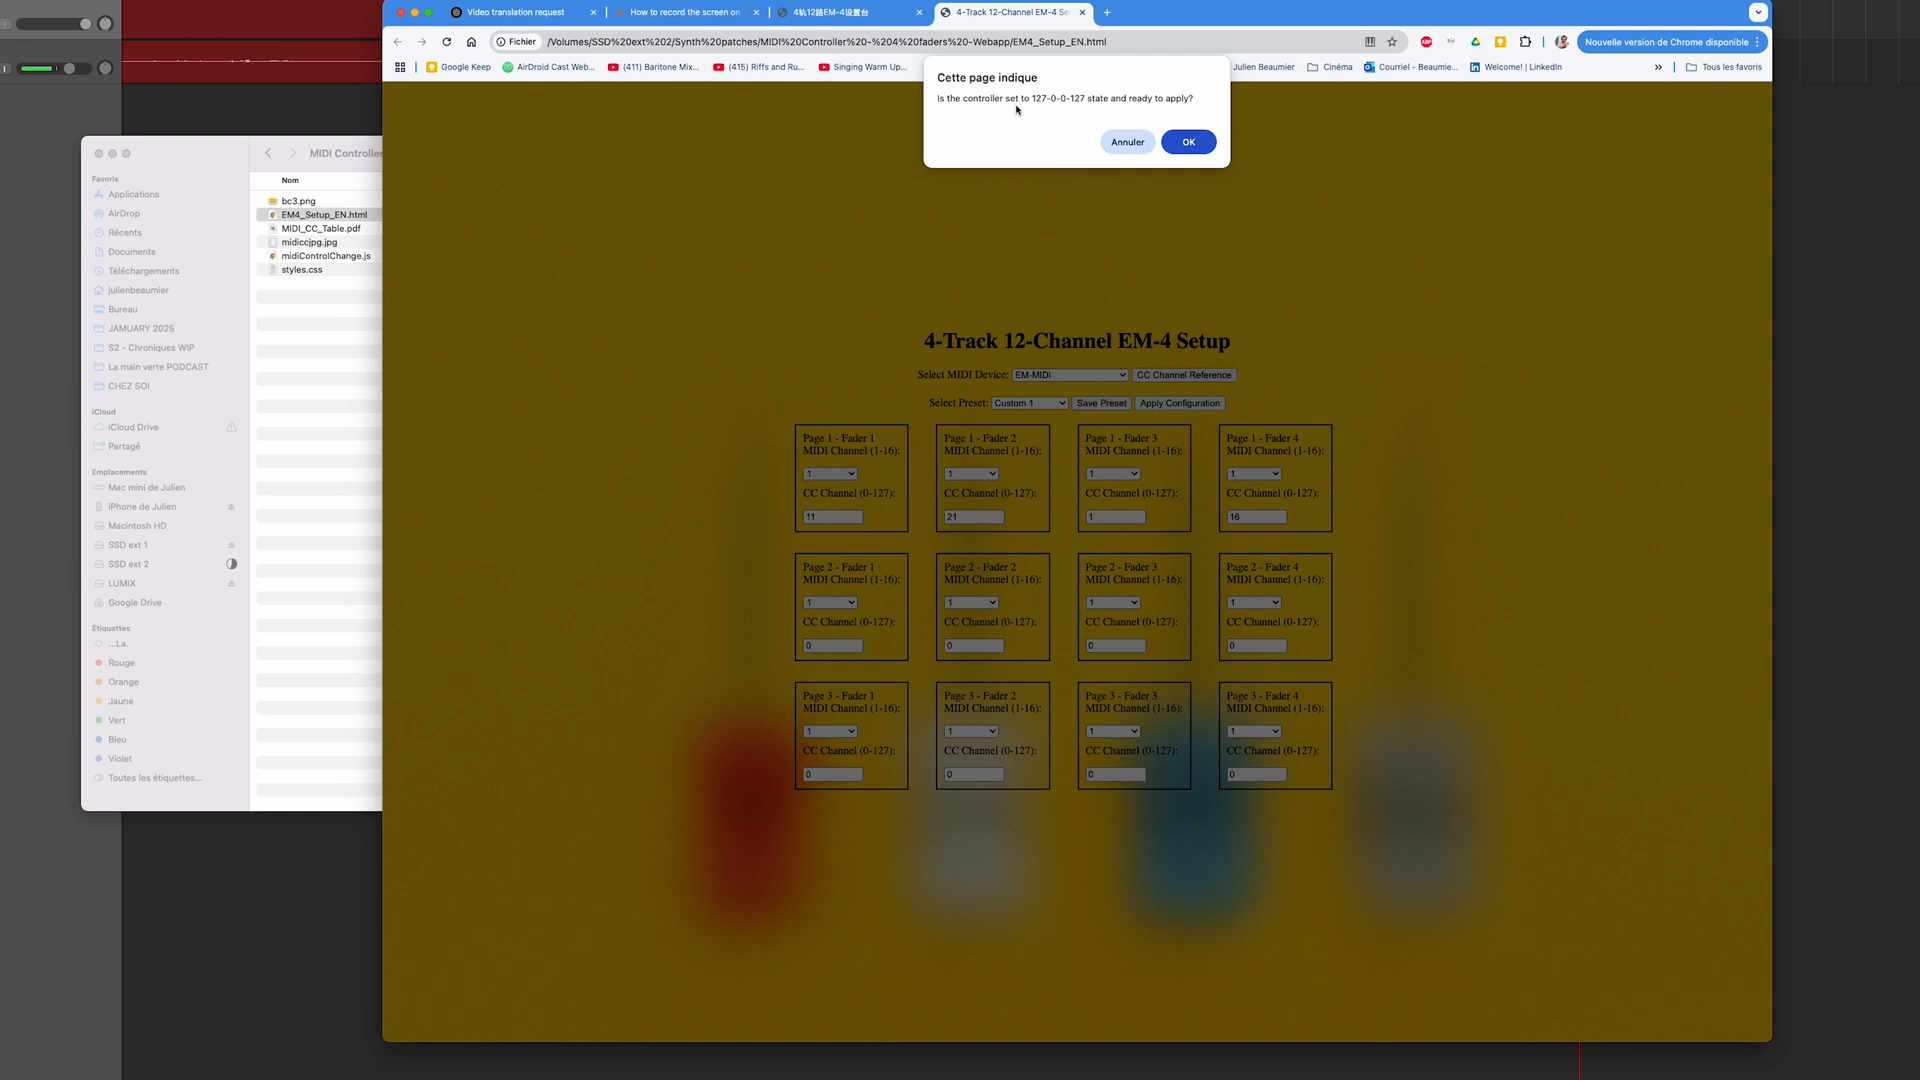 Video translation request
How to record the screen on
4轨12路EM-4设置台
4-Track 12-Channel EM-4 Se
Fichier
/Volumes/SSD%20ext%202/Synth%20patches/MIDI%20Controller%20-%204%20faders%20-Webapp/EM4_Setup_EN.html
Nouvelle version de Chrome disponible
Google Keep
AirDroid Cast Web...
(411) Baritone Mix...
(415) Riffs and Ru...
Singing Warm Up...
Julien Beaumier
Cinéma
Courriel - Beaumie...
Welcome! | LinkedIn
Tous les favoris
Cette page indique
Is the controller set to 127-0-0-127 state and ready to apply?
Annuler
OK
MIDI Controller
Nom
bc3.png
EM4_Setup_EN.html
MIDI_CC_Table.pdf
midiccjpg.jpg
midiControlChange.js
styles.css
Favoris
Applications
AirDrop
Récents
Documents
Téléchargements
julienbeaumier
Bureau
JAMUARY 2025
S2 - Chroniques WIP
La main verte PODCAST
CHEZ SOI
iCloud
iCloud Drive
Partagé
Emplacements
Mac mini de Julien
iPhone de Julien
Macintosh HD
SSD ext 1
SSD ext 2
LUMIX
Google Drive
Étiquettes
...La.
Rouge
Orange
Jaune
Vert
Bleu
Violet
Toutes les étiquettes...
4-Track 12-Channel EM-4 Setup
Select MIDI Device: EM-MIDI CC Channel Reference
Select Preset: Custom 1 Save Preset Apply Configuration
Page 1 - Fader 1
MIDI Channel (1-16):
1
CC Channel (0-127):
11
Page 1 - Fader 2
MIDI Channel (1-16):
1
CC Channel (0-127):
21
Page 1 - Fader 3
MIDI Channel (1-16):
1
CC Channel (0-127):
1
Page 1 - Fader 4
MIDI Channel (1-16):
1
CC Channel (0-127):
16
Page 2 - Fader 1
MIDI Channel (1-16):
1
CC Channel (0-127):
0
Page 2 - Fader 2
MIDI Channel (1-16):
1
CC Channel (0-127):
0
Page 2 - Fader 3
MIDI Channel (1-16):
1
CC Channel (0-127):
0
Page 2 - Fader 4
MIDI Channel (1-16):
1
CC Channel (0-127):
0
Page 3 - Fader 1
MIDI Channel (1-16):
1
CC Channel (0-127):
0
Page 3 - Fader 2
MIDI Channel (1-16):
1
CC Channel (0-127):
0
Page 3 - Fader 3
MIDI Channel (1-16):
1
CC Channel (0-127):
0
Page 3 - Fader 4
MIDI Channel (1-16):
1
CC Channel (0-127):
0